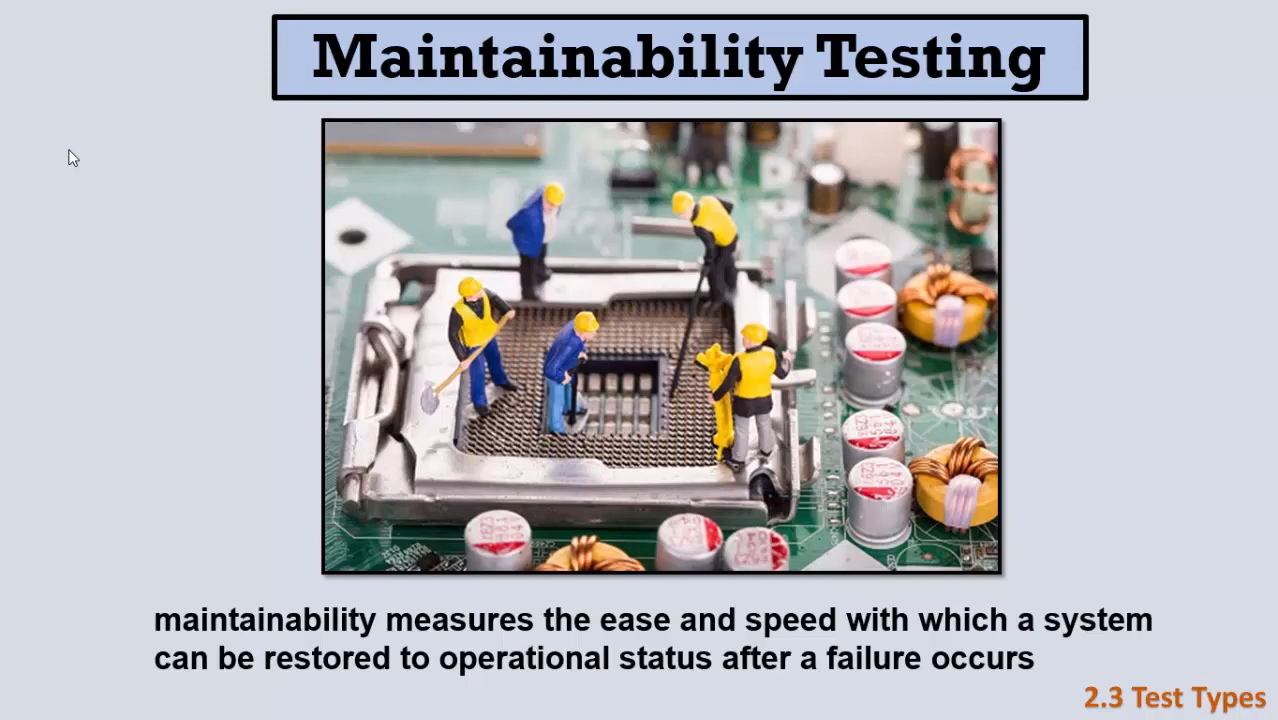 Maintainability Testing
maintainability measures the ease and speed with which a system
can be restored to operational status after a failure occurs
2.3 Test Types